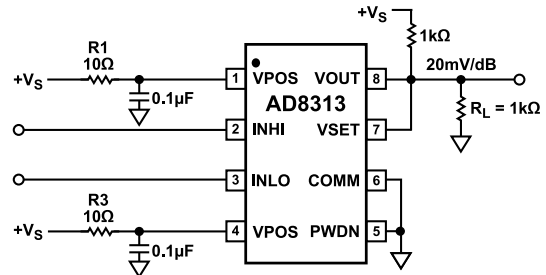 +VS
1kΩ
R1
10Ω
+VS
0.1µF
1 VPOS VOUT 8
20mV/dB
AD8313
2 INHI VSET 7
RL = 1kΩ
3 INLO COMM 6
R3
10Ω
+VS
4 VPOS PWDN 5
0.1µF